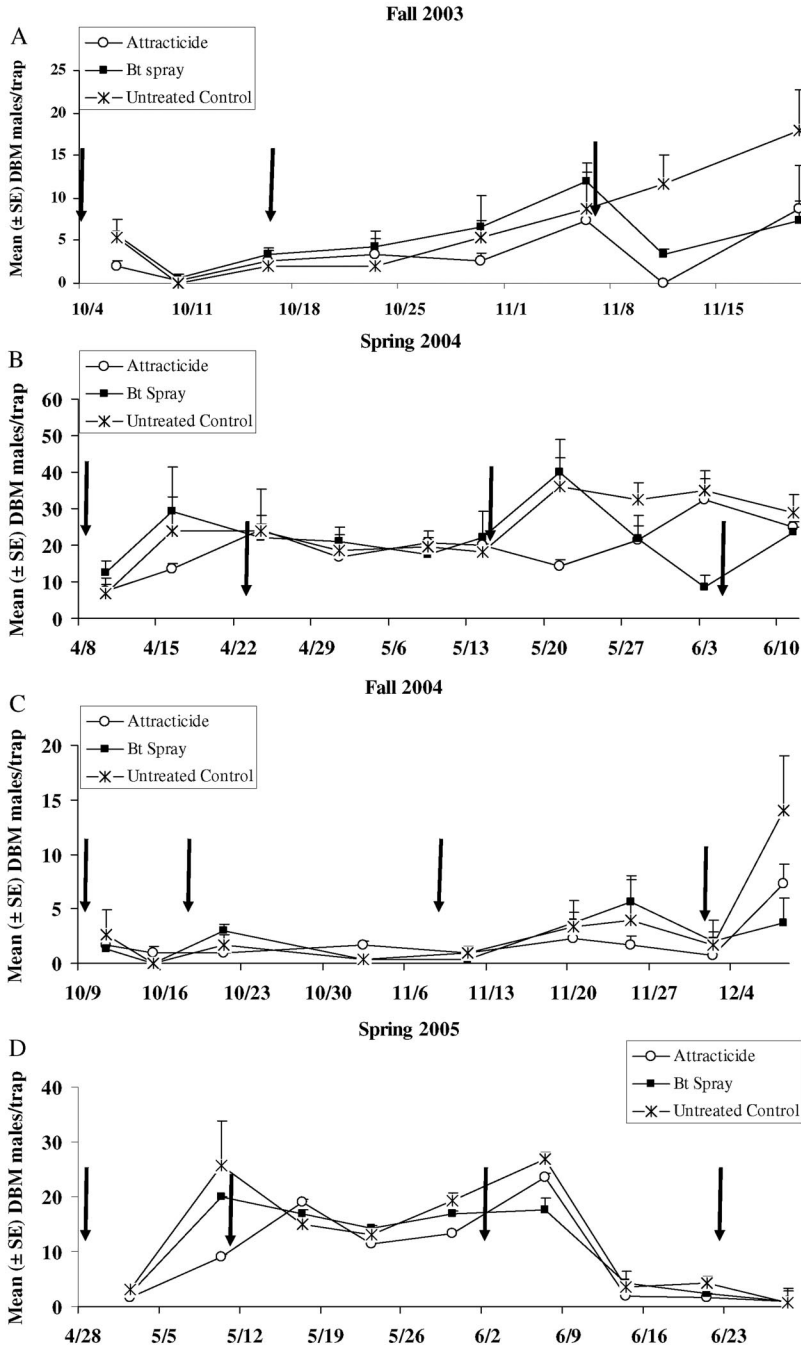 Fall 2003
A
Attracticide
Bt spray
Untreated Control
Mean (± SE) DBM males/trap
25
20
15
10
5
0
10/4 10/11 10/18 10/25 11/1 11/8 11/15
Spring 2004
B
Attracticide
Bt Spray
Untreated Control
Mean (± SE) DBM males/trap
60
50
40
30
20
10
0
4/8 4/15 4/22 4/29 5/6 5/13 5/20 5/27 6/3 6/10
Fall 2004
C
Attracticide
Bt Spray
Untreated Control
Mean (± SE) DBM males/trap
20
15
10
5
0
10/9 10/16 10/23 10/30 11/6 11/13 11/20 11/27 12/4
Spring 2005
D
Attracticide
Bt Spray
Untreated Control
Mean (± SE) DBM males/trap
40
30
20
10
0
4/28 5/5 5/12 5/19 5/26 6/2 6/9 6/16 6/23